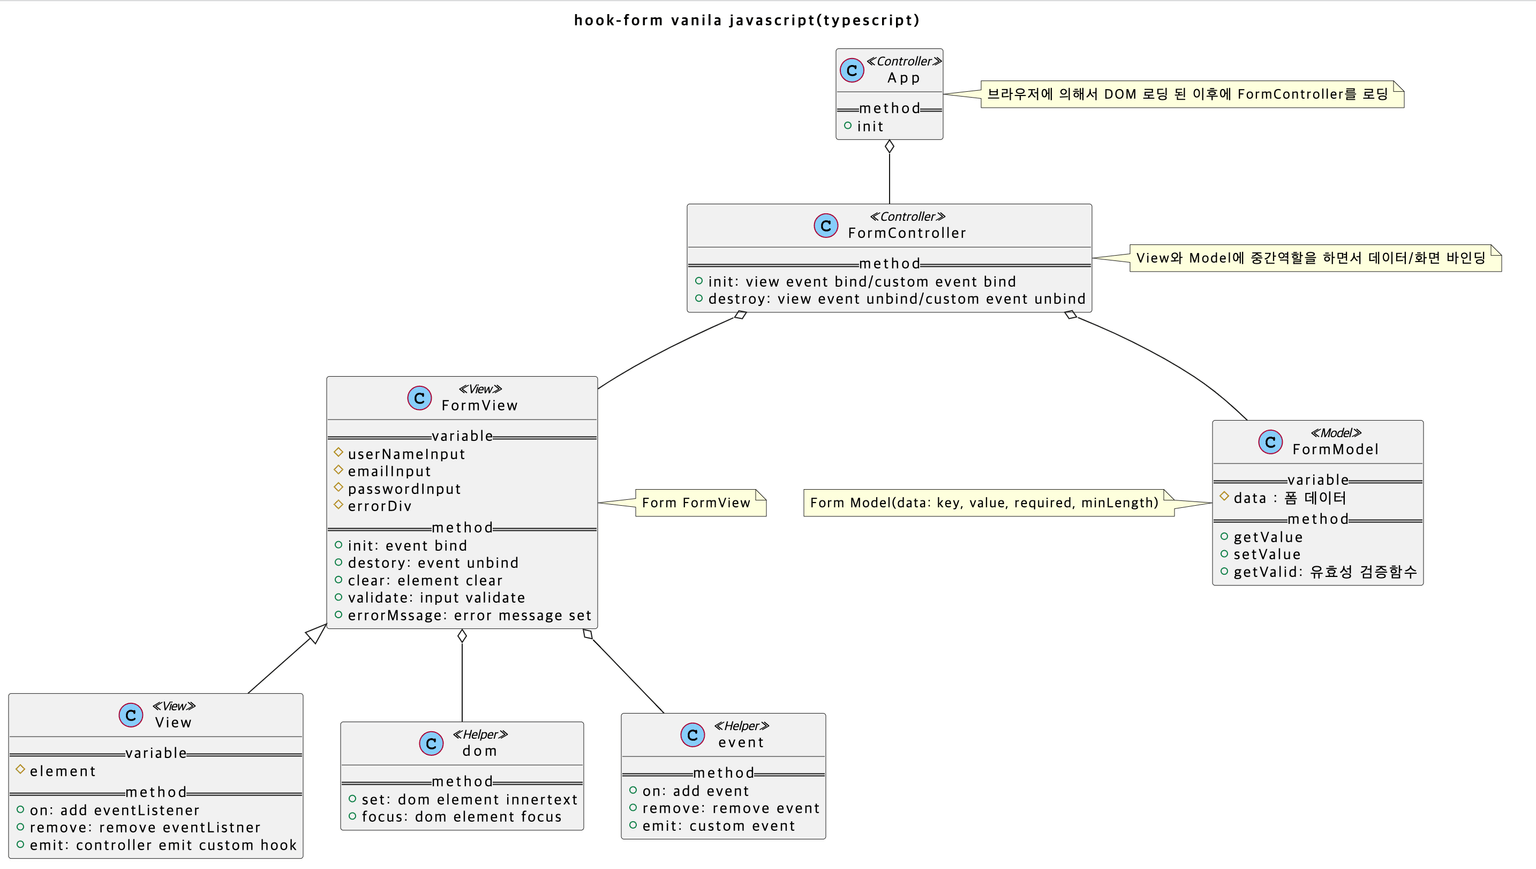 hook-form vanila javascript(typescript)
C
≪Controller≫
App
method
init
브라우저에 의해서 DOM 로딩 된 이후에 FormController를 로딩
C
≪Controller≫
FormController
method
init: view event bind/custom event bind
destroy: view event unbind/custom event unbind
View와 Model에 중간역할을 하면서 데이터/화면 바인딩
C
≪View≫
FormView
variable
userNameInput
emailInput
passwordInput
errorDiv
method
init: event bind
destory: event unbind
clear: element clear
validate: input validate
errorMssage: error message set
Form FormView
Form Model(data: key, value, required, minLength)
C
≪Model≫
FormModel
variable
data : 폼 데이터
method
getValue
setValue
getValid: 유효성 검증함수
C
≪View≫
View
variable
element
method
on: add eventListener
remove: remove eventListner
emit: controller emit custom hook
C
≪Helper≫
dom
method
set: dom element innertext
focus: dom element focus
C
≪Helper≫
event
method
on: add event
remove: remove event
emit: custom event